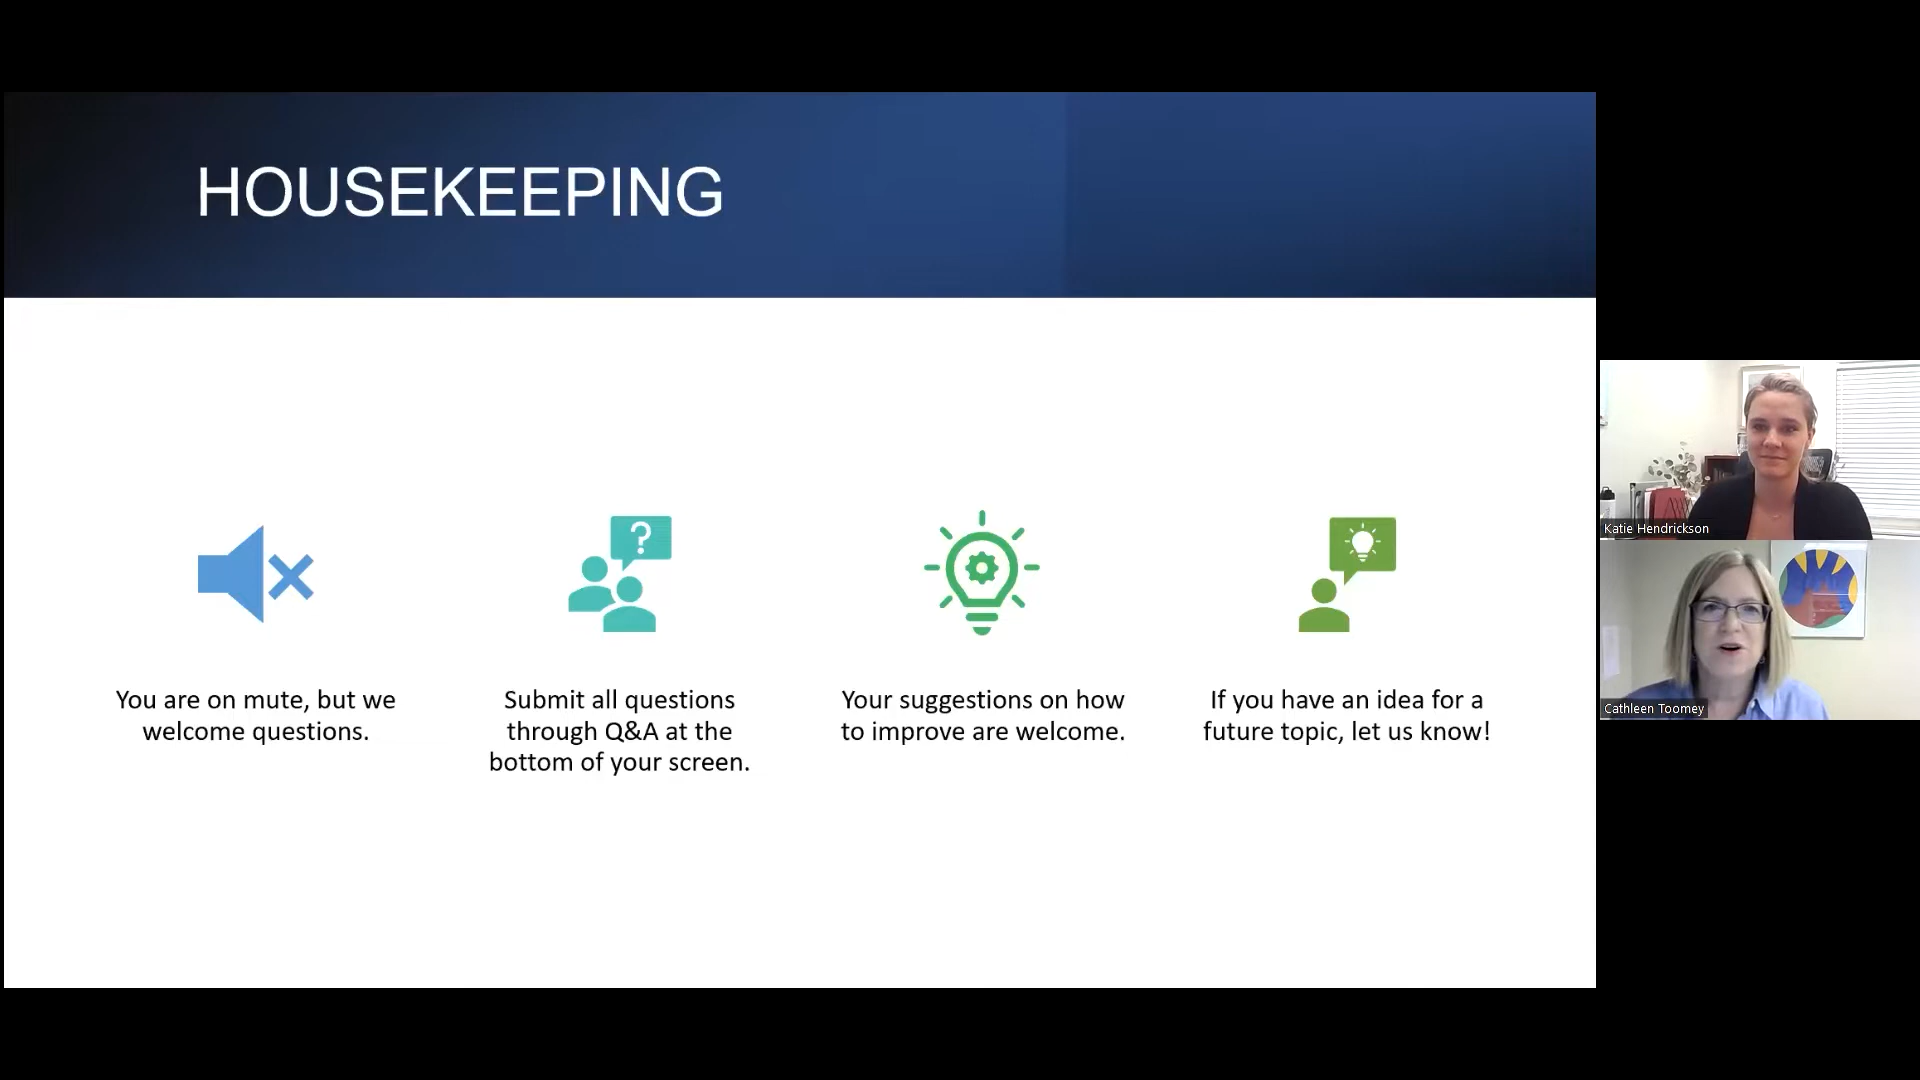 HOUSEKEEPING
?
You are on mute, but we
welcome questions.
Submit all questions
through Q&A at the
bottom of your screen.
Your suggestions on how
to improve are welcome.
If you have an idea for a
future topic, let us know!
Katie Hendrickson
Cathleen Toomey